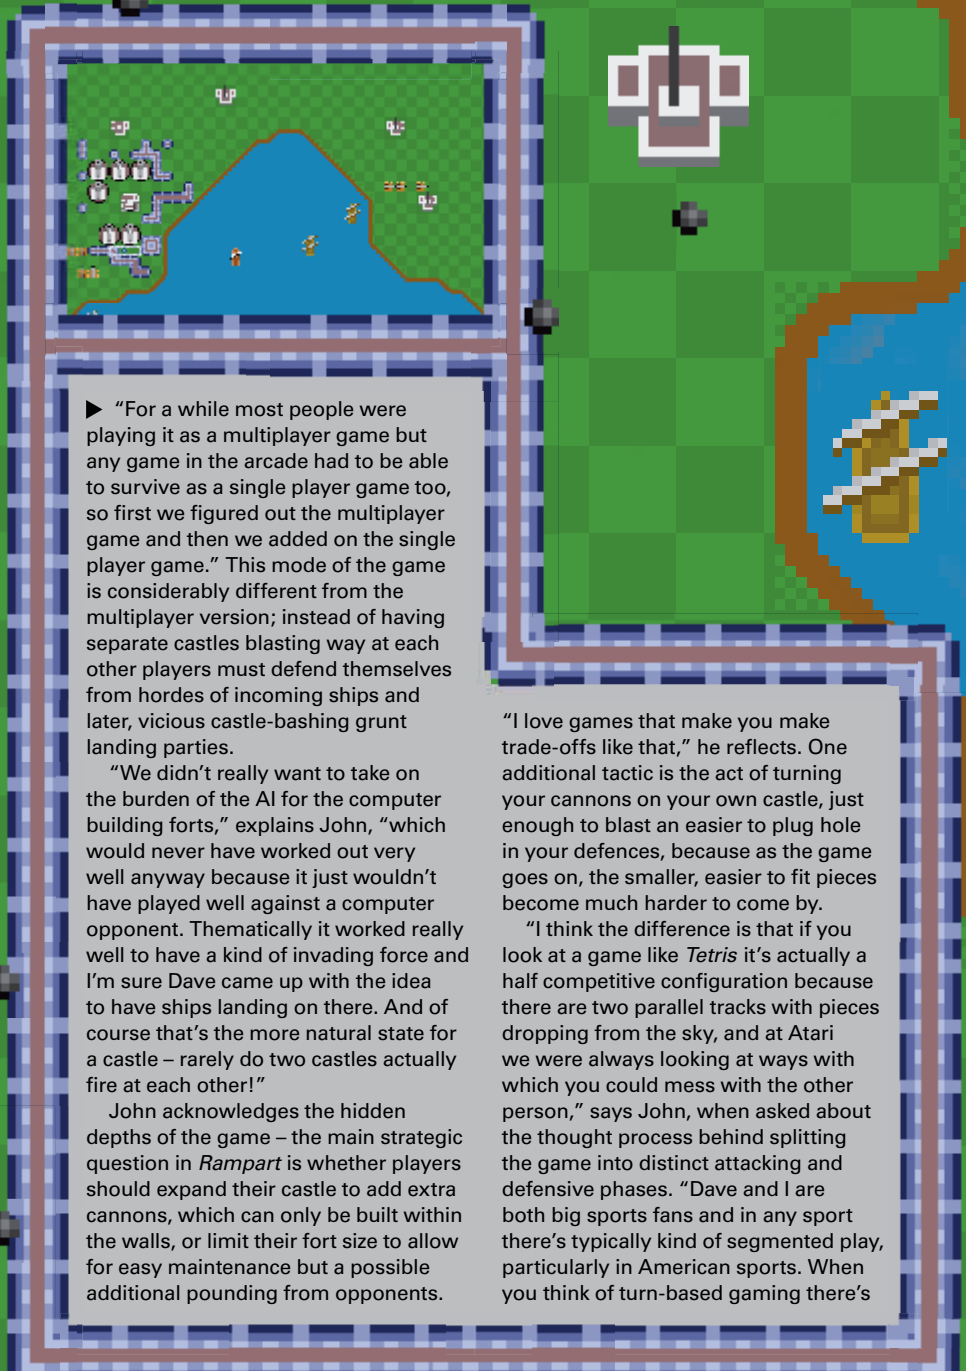 ▶ “For a while most people were
playing it as a multiplayer game but
any game in the arcade had to be able
to survive as a single player game too,
so first we figured out the multiplayer
game and then we added on the single
player game.” This mode of the game
is considerably different from the
multiplayer version; instead of having
separate castles blasting way at each
other players must defend themselves
from hordes of incoming ships and
later, vicious castle-bashing grunt
landing parties.
“We didn’t really want to take on
the burden of the AI for the computer
building forts,” explains John, “which
would never have worked out very
well anyway because it just wouldn’t
have played well against a computer
opponent. Thematically it worked really
well to have a kind of invading force and
I’m sure Dave came up with the idea
to have ships landing on there. And of
course that’s the more natural state for
a castle – rarely do two castles actually
fire at each other!”
John acknowledges the hidden
depths of the game – the main strategic
question in Rampart is whether players
should expand their castle to add extra
cannons, which can only be built within
the walls, or limit their fort size to allow
for easy maintenance but a possible
additional pounding from opponents.
“I love games that make you make
trade-offs like that,” he reflects. One
additional tactic is the act of turning
your cannons on your own castle, just
enough to blast an easier to plug hole
in your defences, because as the game
goes on, the smaller, easier to fit pieces
become much harder to come by.
“I think the difference is that if you
look at a game like Tetris it’s actually a
half competitive configuration because
there are two parallel tracks with pieces
dropping from the sky, and at Atari
we were always looking at ways with
which you could mess with the other
person,” says John, when asked about
the thought process behind splitting
the game into distinct attacking and
defensive phases. “Dave and I are
both big sports fans and in any sport
there’s typically kind of segmented play,
particularly in American sports. When
you think of turn-based gaming there’s